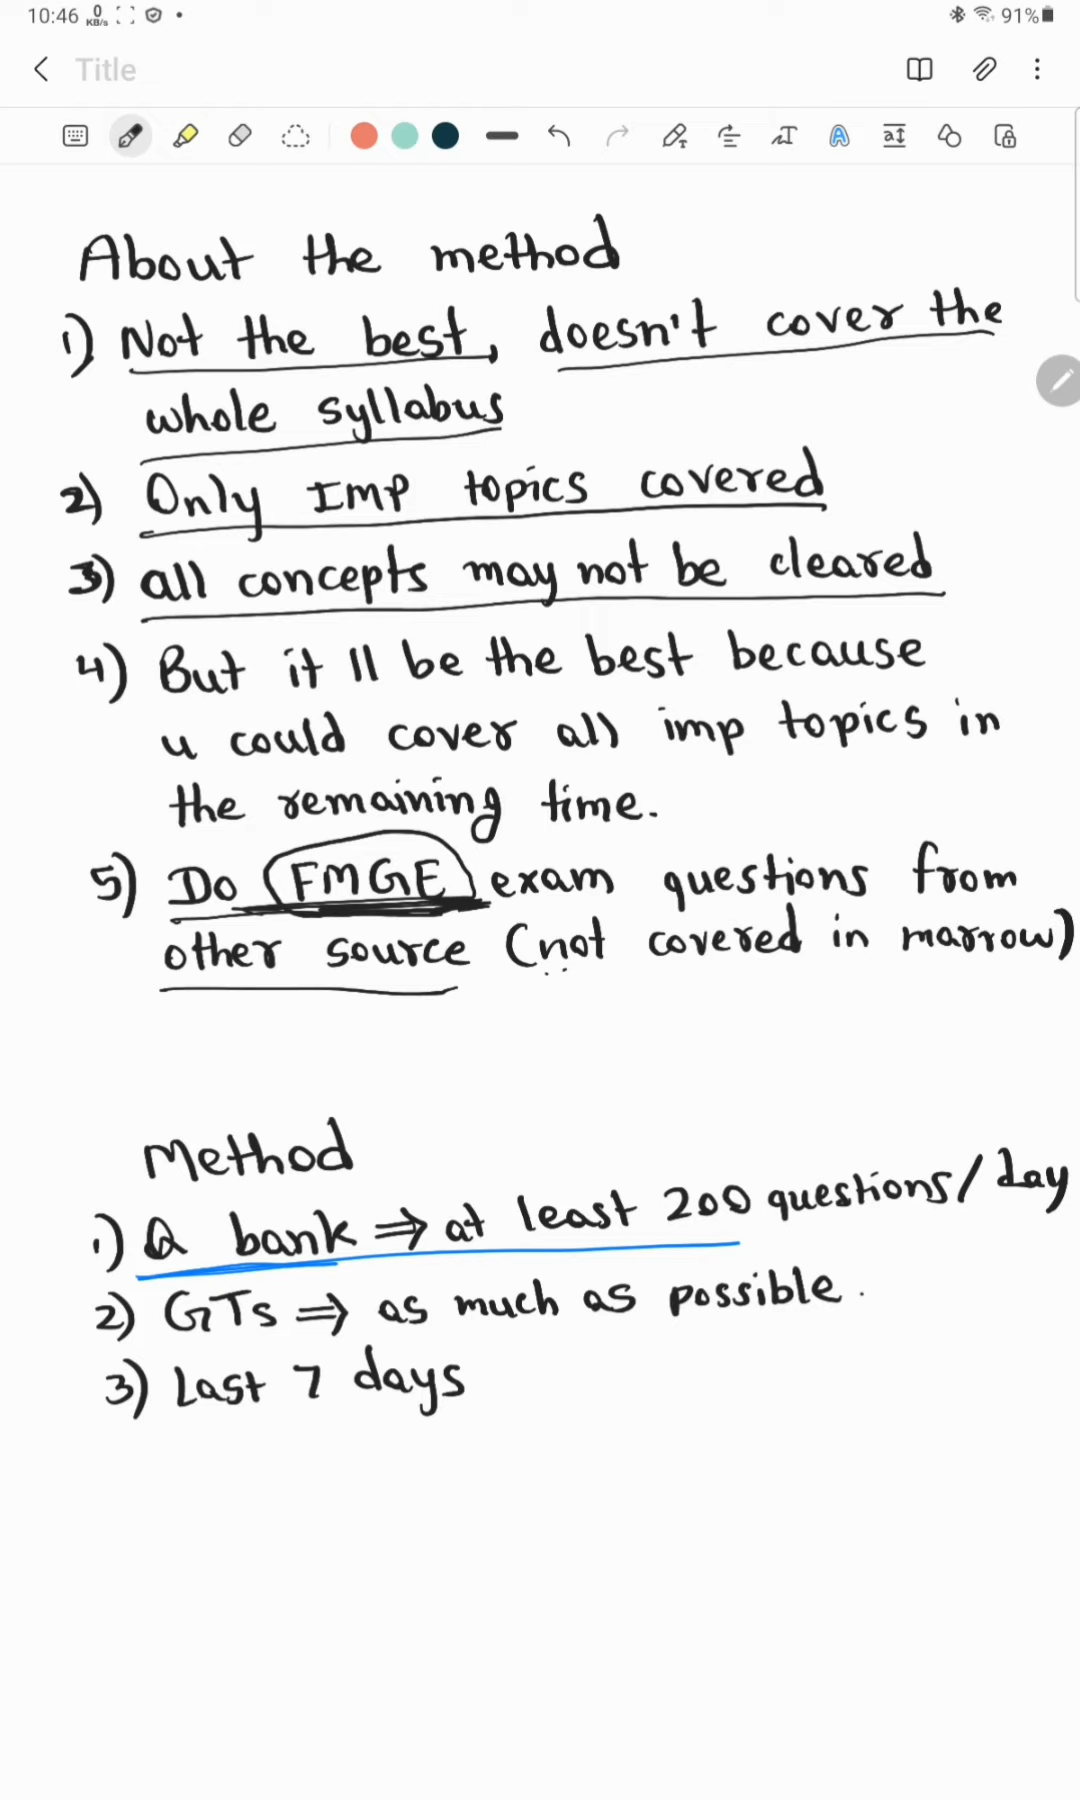 10:46 0 KB/s 91%
Title
About the method
1) Not the best, doesn't cover the
whole syllabus
2) Only IMP topics covered
3) all concepts may not be cleared
4) But it ll be the best because
u could cover all imp topics in
the remaining time.
5) Do FMGE exam questions from
other source (not covered in marrow)
Method
1) Q bank ⇒ at least 200 questions/day
2) GTs ⇒ as much as possible.
3) Last 7 days